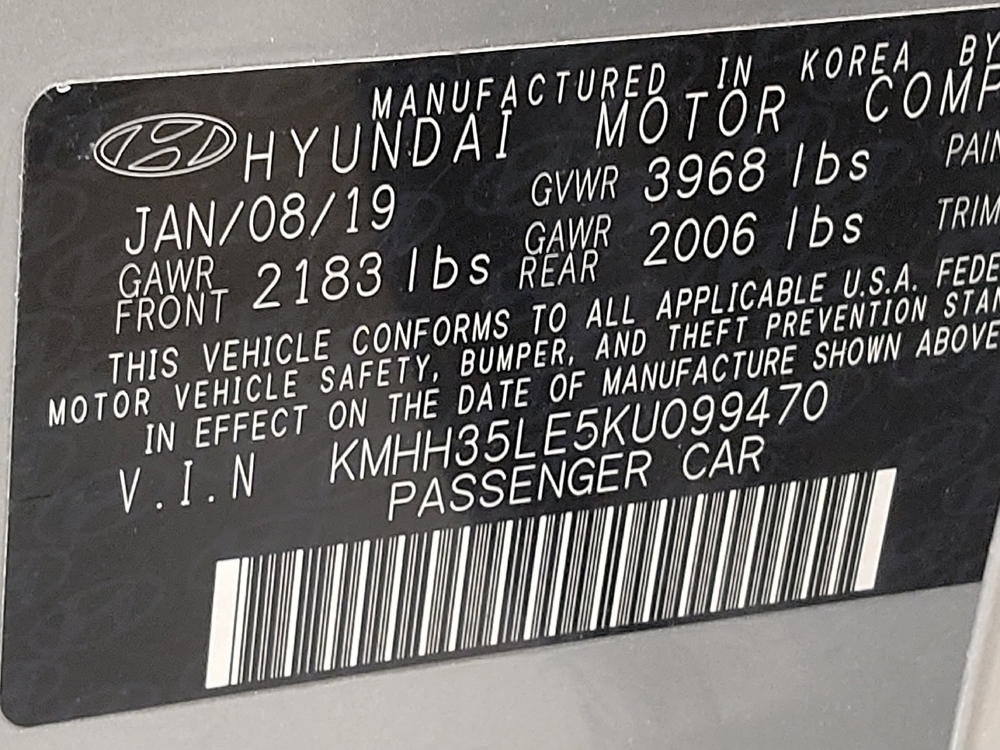 MANUFACTURED IN KOREA BY
HYUNDAI MOTOR COMP
JAN/08/19 GVWR 3968 lbs PAIN
GAWR FRONT 2183 lbs GAWR REAR 2006 lbs TRIM
THIS VEHICLE CONFORMS TO ALL APPLICABLE U.S.A. FEDE
MOTOR VEHICLE SAFETY, BUMPER, AND THEFT PREVENTION STAN
IN EFFECT ON THE DATE OF MANUFACTURE SHOWN ABOVE
V.I.N KMHH35LE5KU099470
PASSENGER CAR